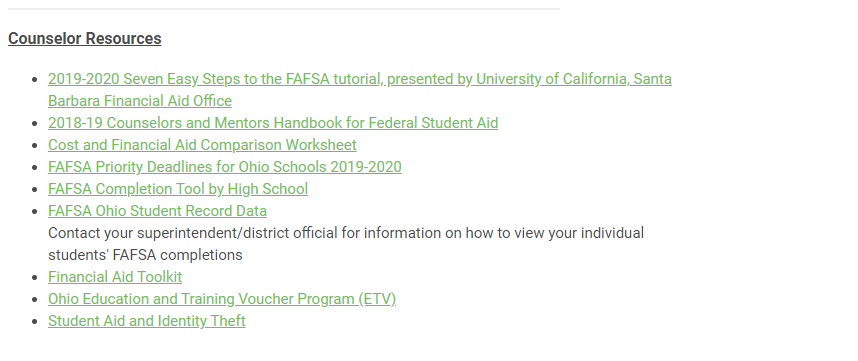 Counselor Resources
2019-2020 Seven Easy Steps to the FAFSA tutorial, presented by University of California, Santa
Barbara Financial Aid Office
2018-19 Counselors and Mentors Handbook for Federal Student Aid
Cost and Financial Aid Comparison Worksheet
FAFSA Priority Deadlines for Ohio Schools 2019-2020
FAFSA Completion Tool by High School
FAFSA Ohio Student Record Data
Contact your superintendent/district official for information on how to view your individual
students' FAFSA completions
Financial Aid Toolkit
Ohio Education and Training Voucher Program (ETV)
Student Aid and Identity Theft